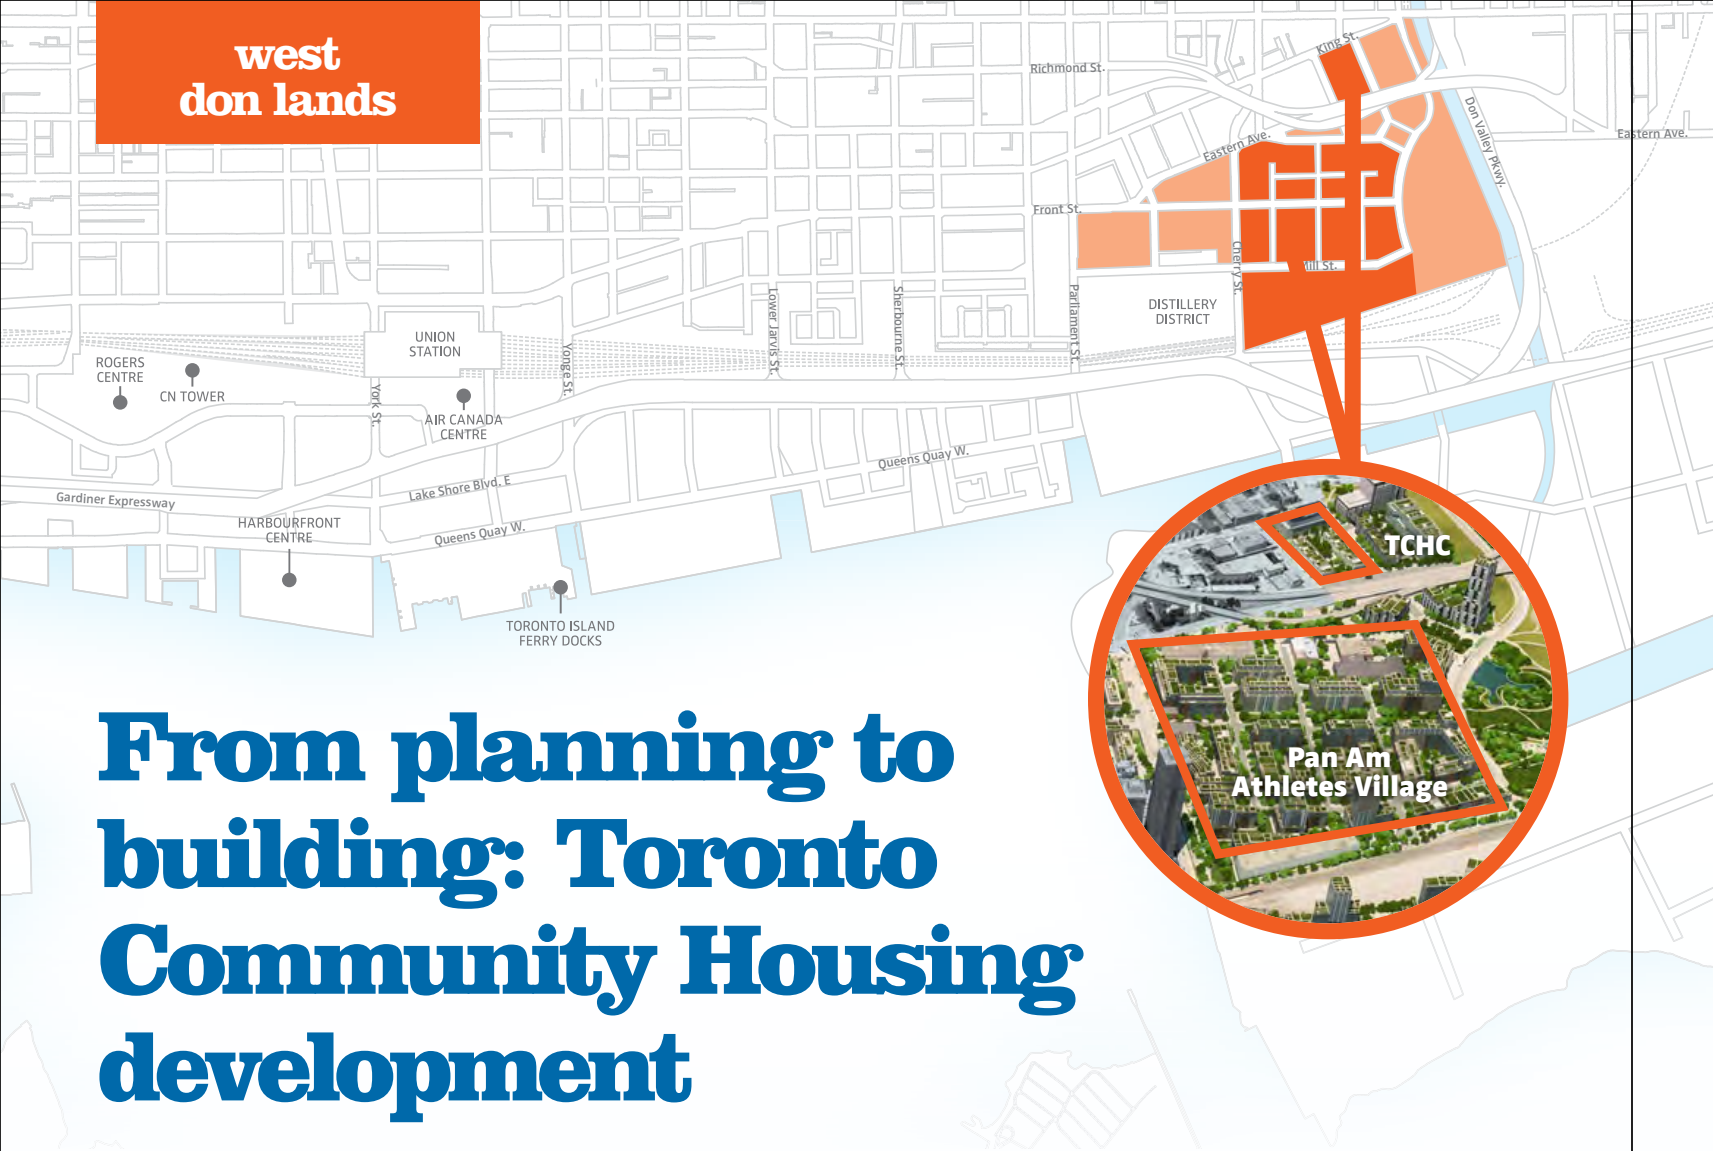 west
don lands
King St.
Richmond St.
Don Valley Pkwy.
Eastern Ave.
Eastern Ave.
Front St.
Cherry St.
Mill St.
Lower Jarvis St.
Sherbourne St.
Parliament St.
DISTILLERY
DISTRICT
UNION
STATION
Yonge St.
ROGERS
CENTRE
CN TOWER
York St.
AIR CANADA
CENTRE
Queens Quay W.
Lake Shore Blvd. E
Gardiner Expressway
HARBOURFRONT
CENTRE
Queens Quay W.
TORONTO ISLAND
FERRY DOCKS
TCHC
Pan Am
Athletes Village
From planning to
building: Toronto
Community Housing
development